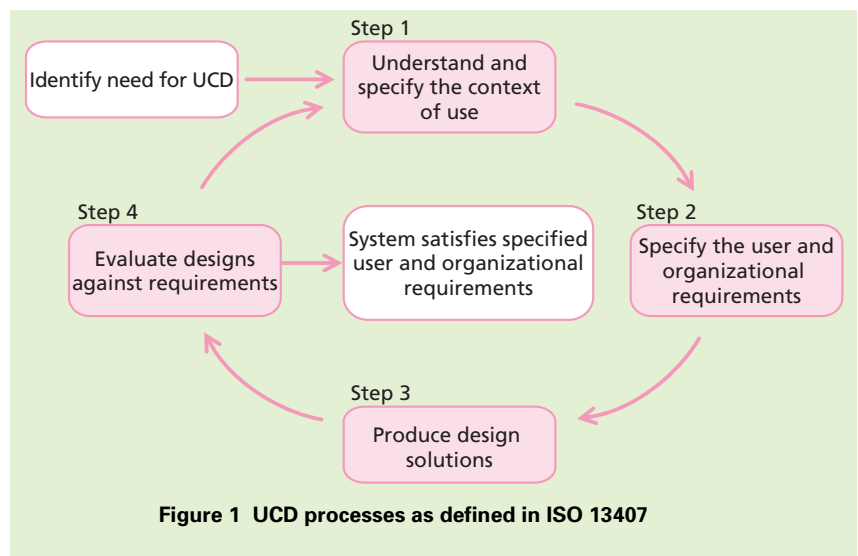 Step 1
Identify need for UCD
Understand and
specify the context
of use
Step 4
Evaluate designs
against requirements
System satisfies specified
user and organizational
requirements
Step 2
Specify the user and
organizational
requirements
Step 3
Produce design
solutions
Figure 1 UCD processes as defined in ISO 13407